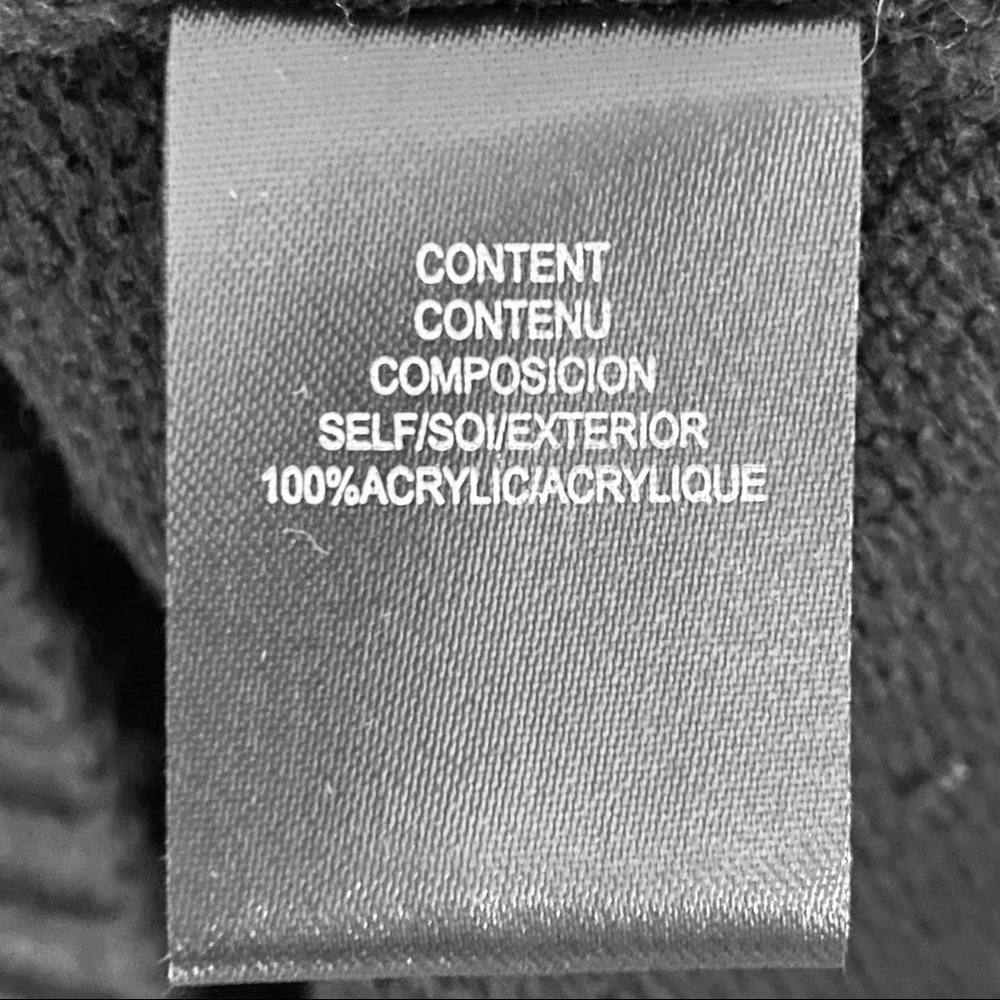 CONTENT
CONTENU
COMPOSICION
SELF/SOI/EXTERIOR
100%ACRYLIC/ACRYLIQUE